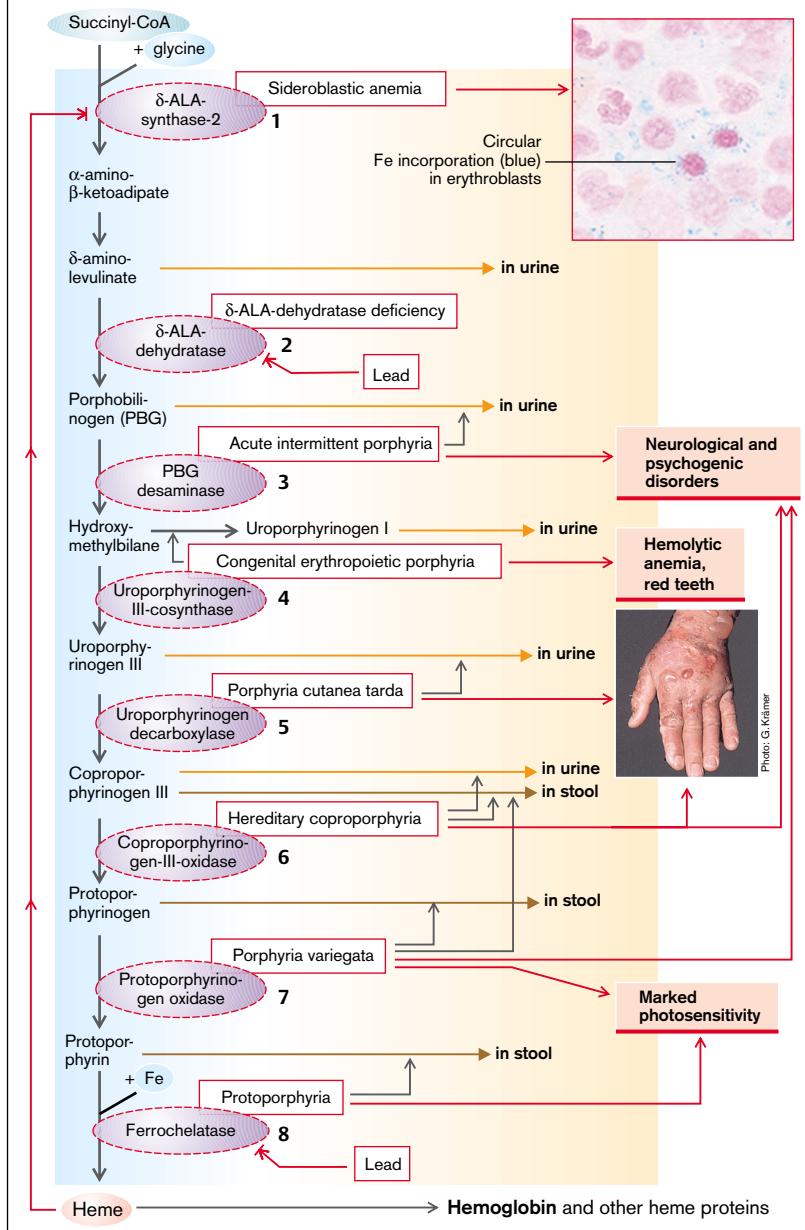 Succinyl-CoA
+ glycine
δ-ALA-
synthase-2
1
Sideroblastic anemia
Circular
Fe incorporation (blue)
in erythroblasts
α-amino-
β-ketoadipate
δ-amino-
levulinate
in urine
δ-ALA-dehydratase deficiency
δ-ALA-
dehydratase
2
Lead
Porphobili-
nogen (PBG)
in urine
Acute intermittent porphyria
PBG
desaminase
3
Neurological and
psychogenic
disorders
Hydroxy-
methylbilane
Uroporphyrinogen I
in urine
Congenital erythropoietic porphyria
Hemolytic
anemia,
red teeth
Uroporphyrinogen-
III-cosynthase
4
Uroporphy-
rinogen III
in urine
Porphyria cutanea tarda
Uroporphyrinogen
decarboxylase
5
Photo: G. Krämer
Copropor-
phyrinogen III
in urine
in stool
Hereditary coproporphyria
Coproporphyrino-
gen-III-oxidase
6
Protopor-
phyrinogen
in stool
Porphyria variegata
Protoporphyrino-
gen oxidase
7
Marked
photosensitivity
Protopor-
phyrin
in stool
+ Fe
Protoporphyria
Ferrochelatase
8
Lead
Heme
Hemoglobin and other heme proteins